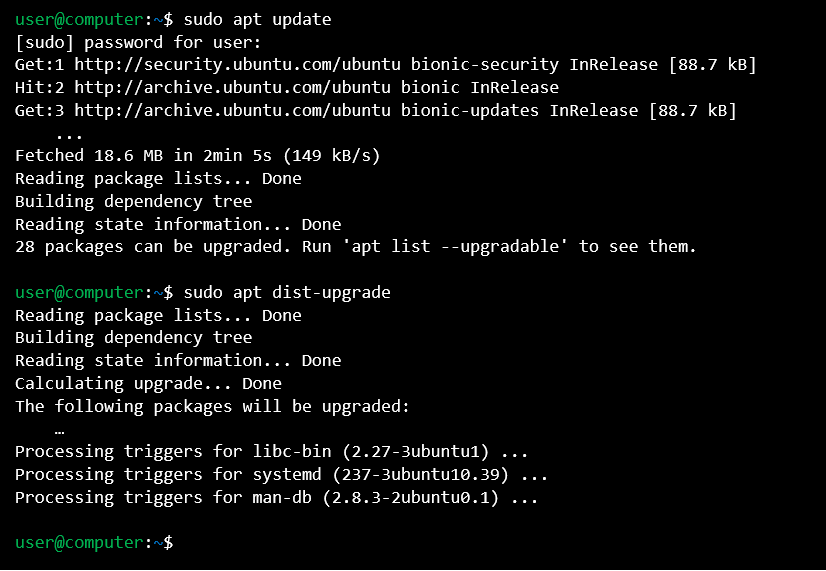 user@computer:~$ sudo apt update
[sudo] password for user:
Get:1 http://security.ubuntu.com/ubuntu bionic-security InRelease [88.7 kB]
Hit:2 http://archive.ubuntu.com/ubuntu bionic InRelease
Get:3 http://archive.ubuntu.com/ubuntu bionic-updates InRelease [88.7 kB]
...
Fetched 18.6 MB in 2min 5s (149 kB/s)
Reading package lists... Done
Building dependency tree
Reading state information... Done
28 packages can be upgraded. Run 'apt list --upgradable' to see them.
user@computer:~$ sudo apt dist-upgrade
Reading package lists... Done
Building dependency tree
Reading state information... Done
Calculating upgrade... Done
The following packages will be upgraded:
…
Processing triggers for libc-bin (2.27-3ubuntu1) ...
Processing triggers for systemd (237-3ubuntu10.39) ...
Processing triggers for man-db (2.8.3-2ubuntu0.1) ...
user@computer:~$